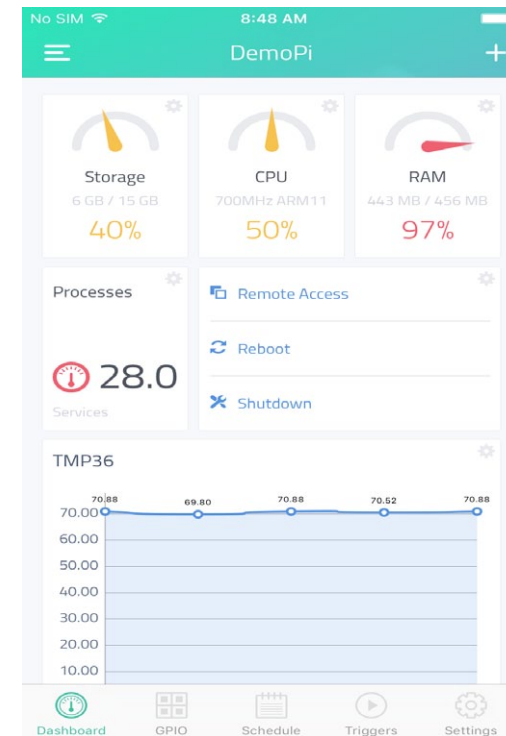 No SIM 8:48 AM
DemoPi
Storage CPU RAM
6 GB / 15 GB 700MHz ARM11 443 MB / 456 MB
40% 50% 97%
Processes
28.0
Services
Remote Access
Reboot
Shutdown
TMP36
70.88 69.80 70.88 70.52 70.88
70.00
60.00
50.00
40.00
30.00
20.00
10.00
Dashboard GPIO Schedule Triggers Settings